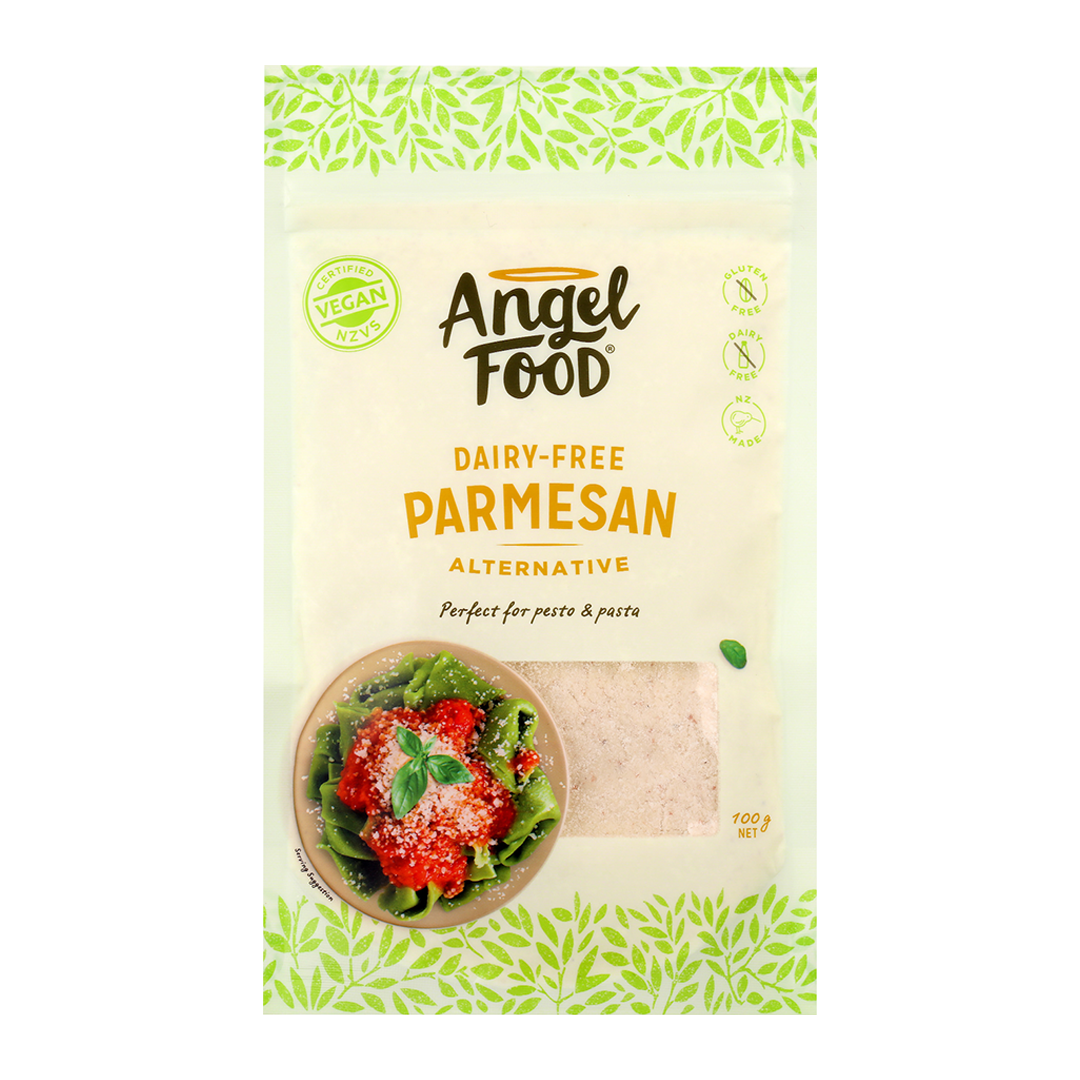 CERTIFIED
VEGAN
NZVS
Angel
FOOD®
GLUTEN
FREE
DAIRY
FREE
NZ
MADE
DAIRY-FREE
PARMESAN
ALTERNATIVE
Perfect for pesto & pasta
100g
NET
Serving Suggestion